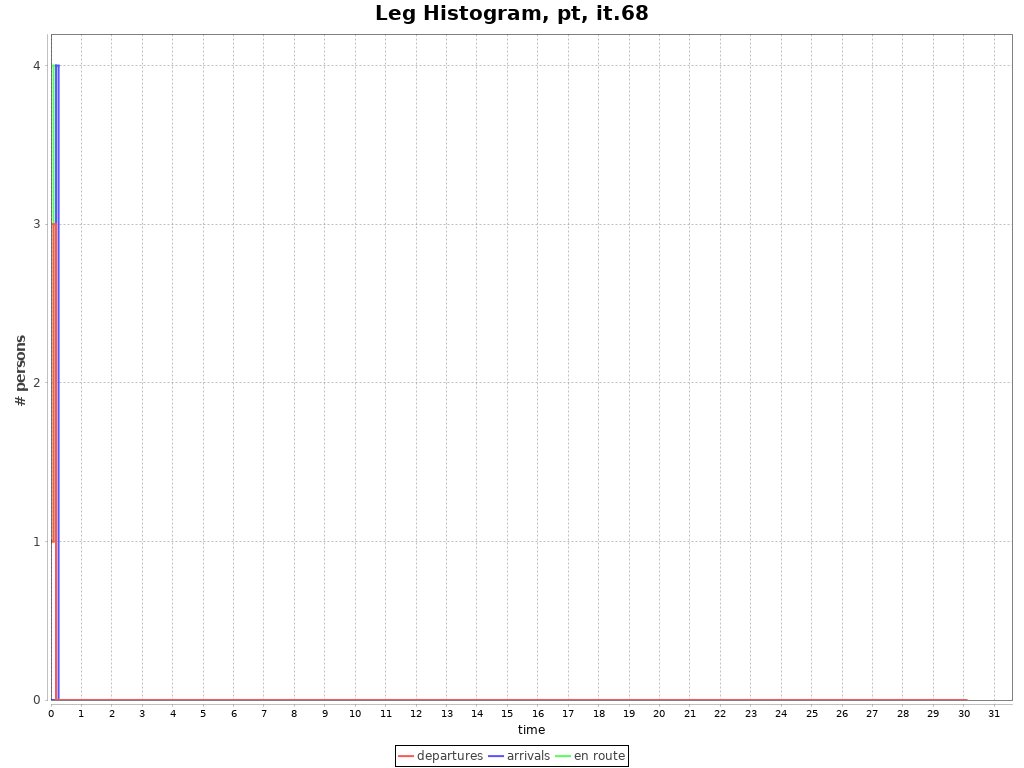 Leg Histogram, pt, it.68
# persons
4
3
2
1
0
0 1 2 3 4 5 6 7 8 9 10 11 12 13 14 15 16 17 18 19 20 21 22 23 24 25 26 27 28 29 30 31
time
departures arrivals en route